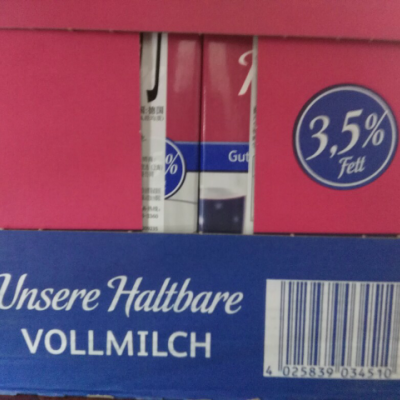 3,5%
Fett
%
Gut
Unsere Haltbare
VOLLMILCH
4 025839 034510